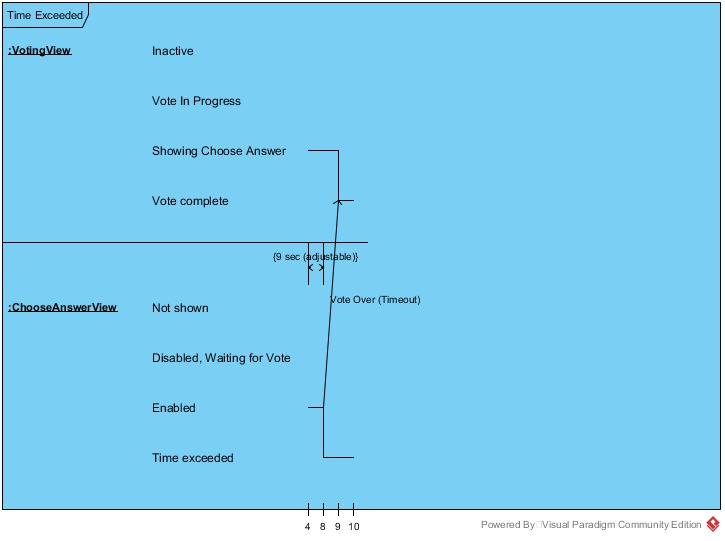 Time Exceeded
:VotingView
Inactive
Vote In Progress
Showing Choose Answer
Vote complete
{9 sec (adjustable)}
Vote Over (Timeout)
:ChooseAnswerView
Not shown
Disabled, Waiting for Vote
Enabled
Time exceeded
4 8 9 10
Powered By Visual Paradigm Community Edition